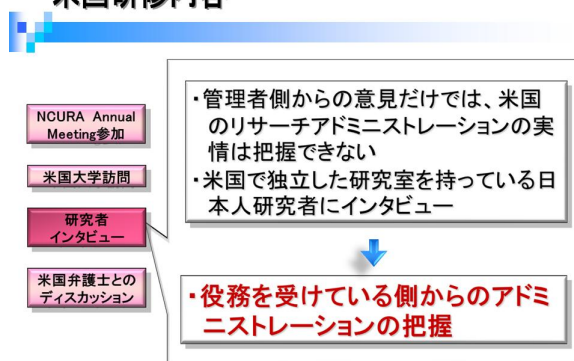 米国研修内容
NCURA Annual
Meeting参加
米国大学訪問
研究者
インタビュー
米国弁護士との
ディスカッション
・管理者側からの意見だけでは、米国
のリサーチアドミニストレーションの実
情は把握できない
・米国で独立した研究室を持っている日
本人研究者にインタビュー
・役務を受けている側からのアドミ
ニストレーションの把握